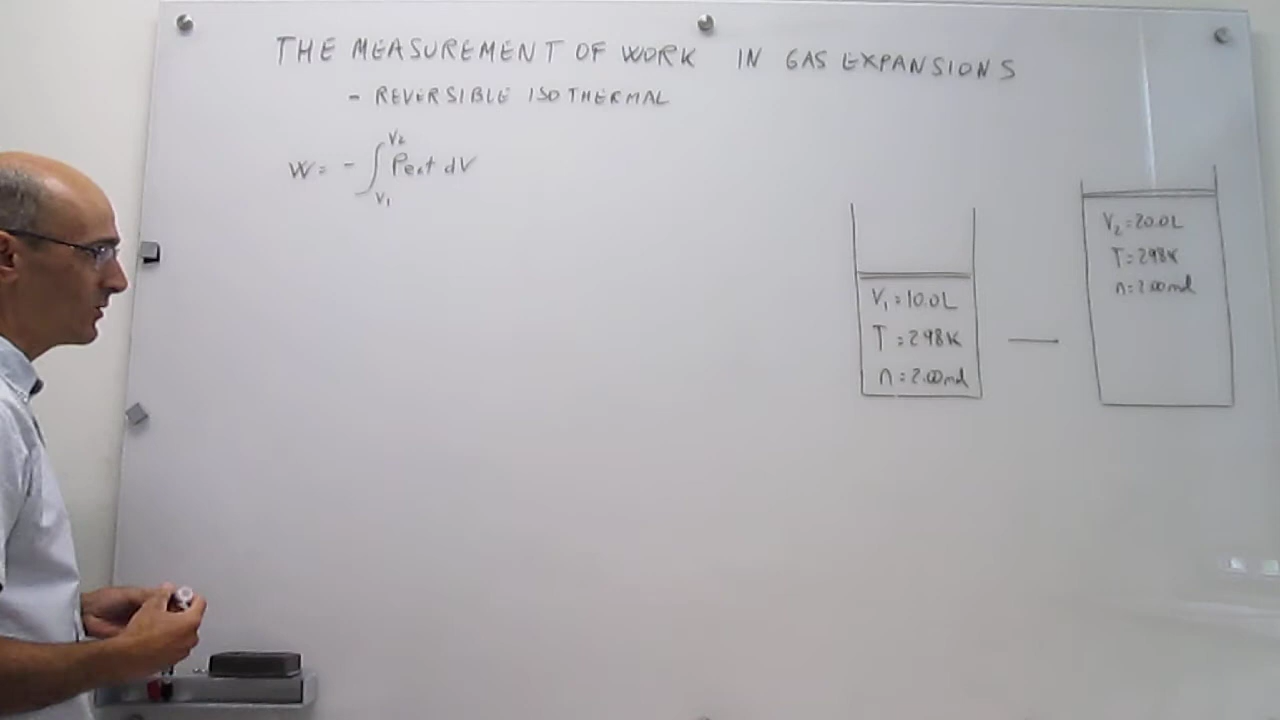 THE MEASUREMENT OF WORK IN GAS EXPANSIONS
- REVERSIBLE ISOTHERMAL
W = - ∫ V₁ V₂ Pext dV
V₁ = 10.0L
T = 298K
n = 2.00mol
V₂ = 20.0L
T = 298K
n = 2.00mol